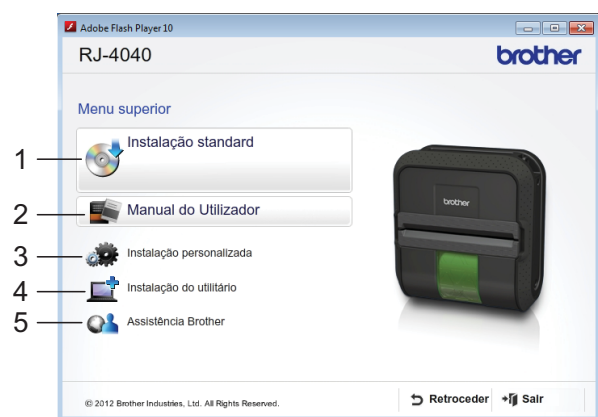 Adobe Flash Player 10
RJ-4040
brother
Menu superior
1
Instalação standard
2
Manual do Utilizador
3
Instalação personalizada
4
Instalação do utilitário
5
Assistência Brother
brother
© 2012 Brother Industries, Ltd. All Rights Reserved.
Retroceder
Sair